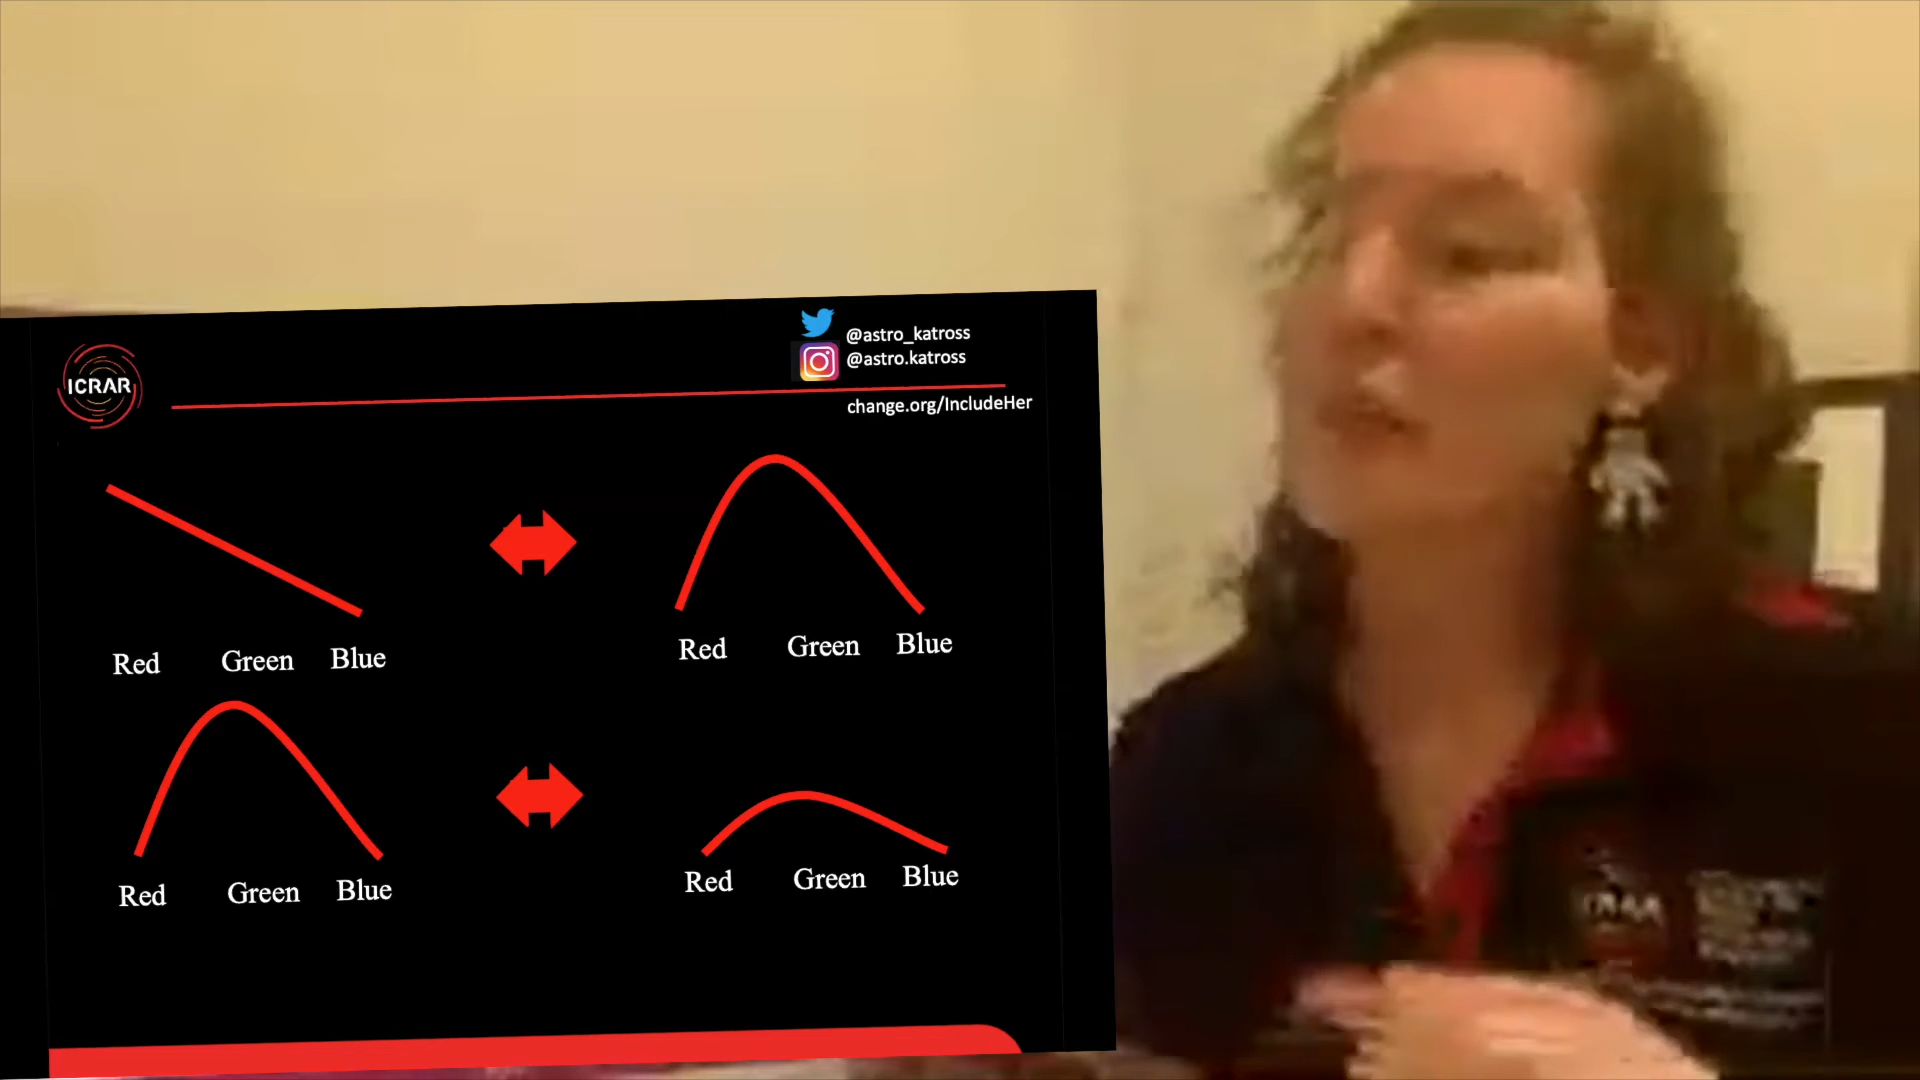 ICRAR
@astro_katross
@astro.katross
change.org/IncludeHer
Red Green Blue
Red Green Blue
Red Green Blue
Red Green Blue